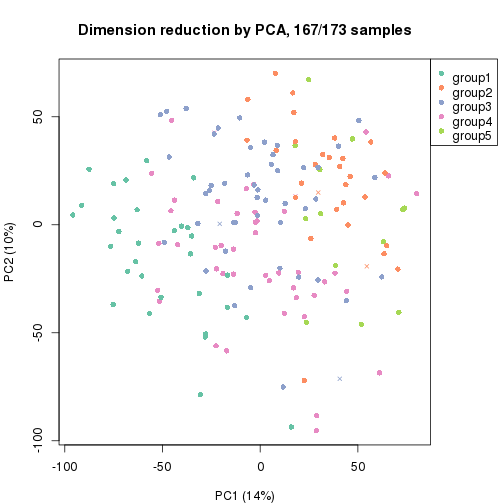 Dimension reduction by PCA, 167/173 samples
group1
group2
group3
group4
group5
50
0
-50
-100
PC2 (10%)
-100 -50 0 50
PC1 (14%)